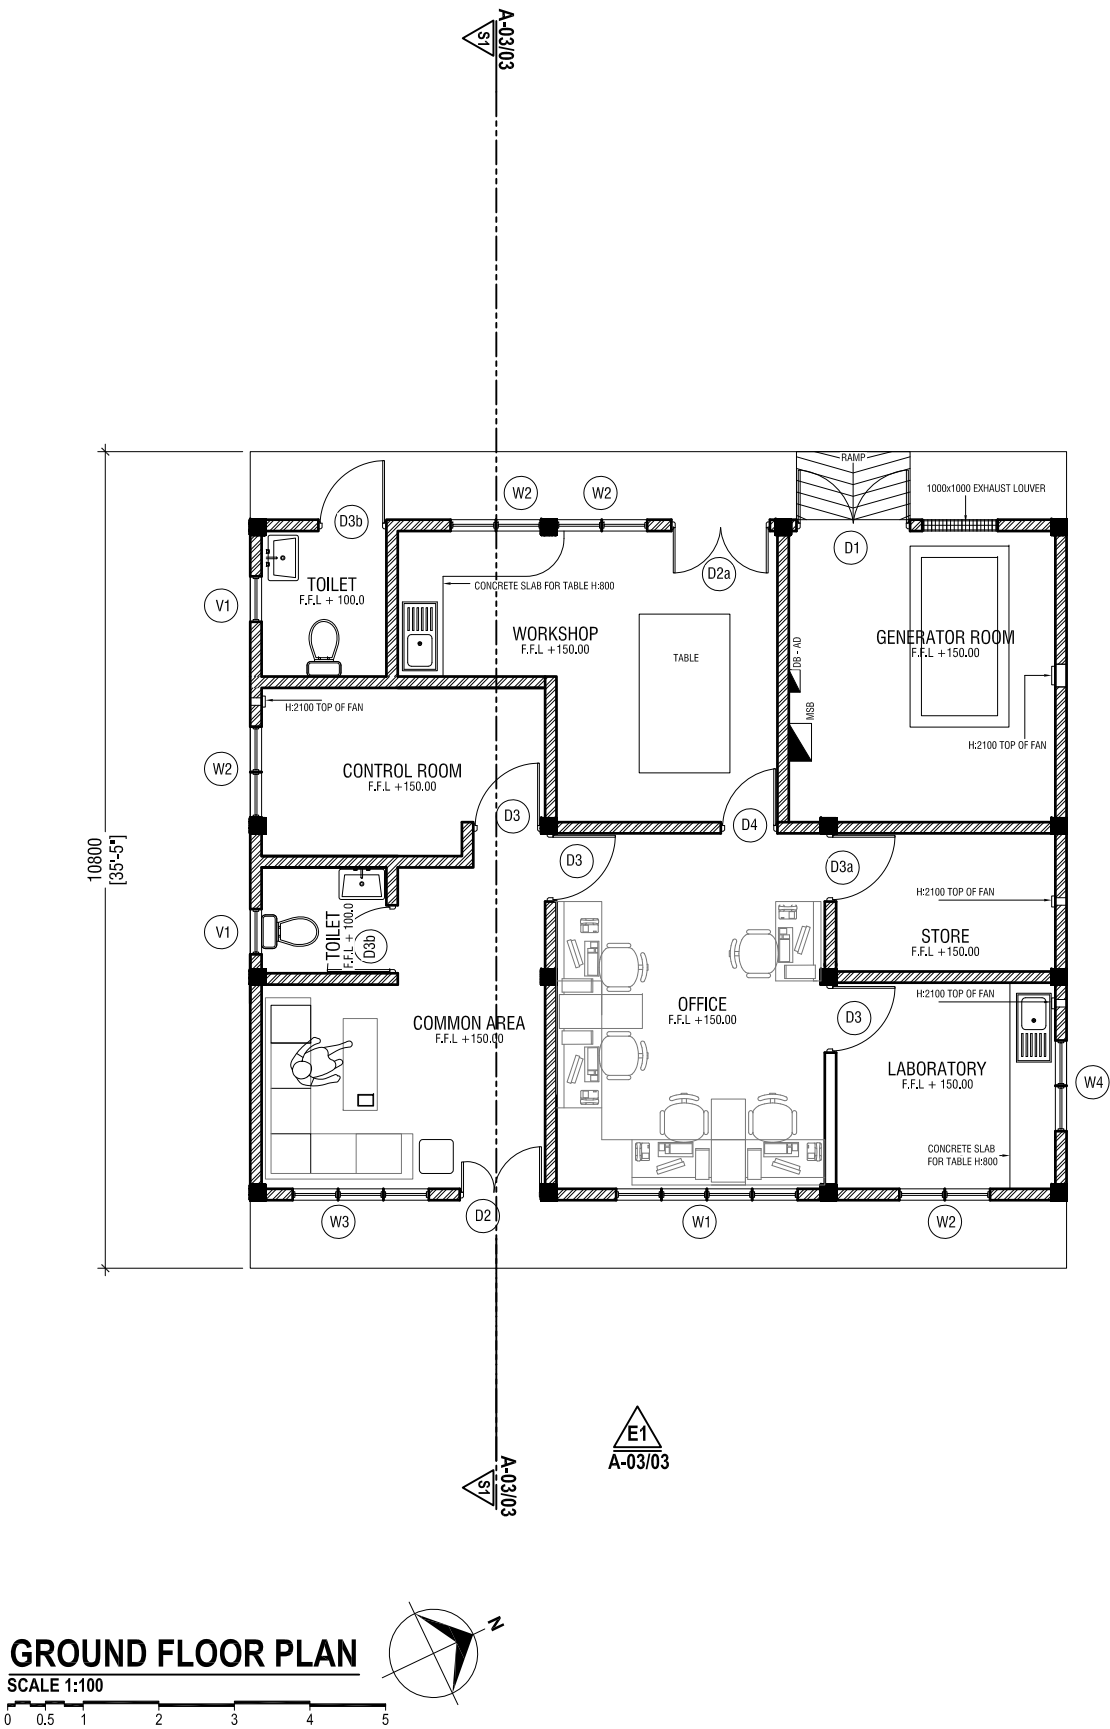 A-03/03
S1
RAMP
1000x1000 EXHAUST LOUVER
W2
W2
D3b
D1
D2a
TOILET
F.F.L + 100.0
CONCRETE SLAB FOR TABLE H:800
V1
WORKSHOP
F.F.L +150.00
TABLE
GENERATOR ROOM
F.F.L +150.00
DB - AD
MSB
H:2100 TOP OF FAN
H:2100 TOP OF FAN
W2
CONTROL ROOM
F.F.L +150.00
D3
D4
10800
[35'-5"]
D3
D3a
H:2100 TOP OF FAN
V1
TOILET
F.F.L + 100.0
D3b
STORE
F.F.L +150.00
H:2100 TOP OF FAN
OFFICE
F.F.L +150.00
D3
COMMON AREA
F.F.L +150.00
LABORATORY
F.F.L + 150.00
W4
CONCRETE SLAB
FOR TABLE H:800
W3
D2
W1
W2
E1
A-03/03
A-03/03
S1
N
GROUND FLOOR PLAN
SCALE 1:100
0 0.5 1 2 3 4 5